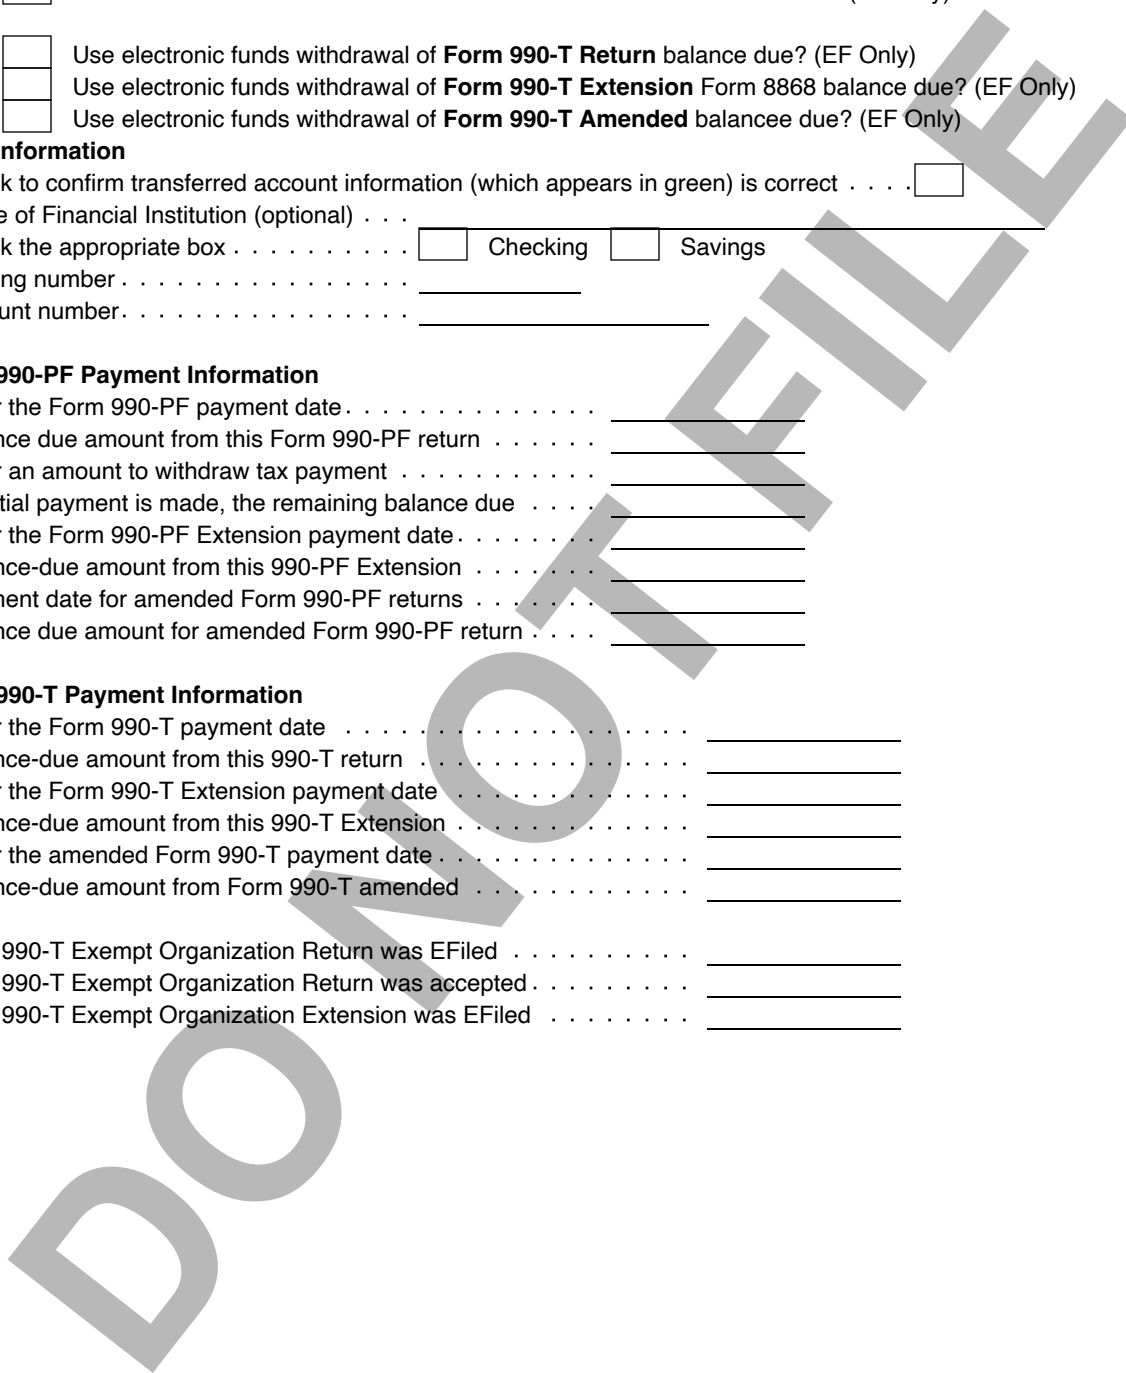 Use electronic funds withdrawal of Form 990-T Return balance due? (EF Only)
Use electronic funds withdrawal of Form 990-T Extension Form 8868 balance due? (EF Only)
Use electronic funds withdrawal of Form 990-T Amended balancee due? (EF Only)
nformation
k to confirm transferred account information (which appears in green) is correct . . . .
e of Financial Institution (optional) . . .
k the appropriate box . . . . . . . . . . Checking Savings
ng number . . . . . . . . . . . . . . . .
unt number . . . . . . . . . . . . . . . .
990-PF Payment Information
r the Form 990-PF payment date . . . . . . . . . . . . . .
nce due amount from this Form 990-PF return . . . . . .
r an amount to withdraw tax payment . . . . . . . . . . .
tial payment is made, the remaining balance due . . . .
r the Form 990-PF Extension payment date . . . . . . . .
nce-due amount from this 990-PF Extension . . . . . . .
nent date for amended Form 990-PF returns . . . . . . .
nce due amount for amended Form 990-PF return . . . .
990-T Payment Information
r the Form 990-T payment date . . . . . . . . . . . . . . . . . . .
nce-due amount from this 990-T return . . . . . . . . . . . . . . .
r the Form 990-T Extension payment date . . . . . . . . . . . . .
nce-due amount from this 990-T Extension . . . . . . . . . . . . .
r the amended Form 990-T payment date . . . . . . . . . . . . . .
nce-due amount from Form 990-T amended . . . . . . . . . . . .
990-T Exempt Organization Return was EFiled . . . . . . . . . .
990-T Exempt Organization Return was accepted . . . . . . . . .
990-T Exempt Organization Extension was EFiled . . . . . . . .
DO NOT FILE